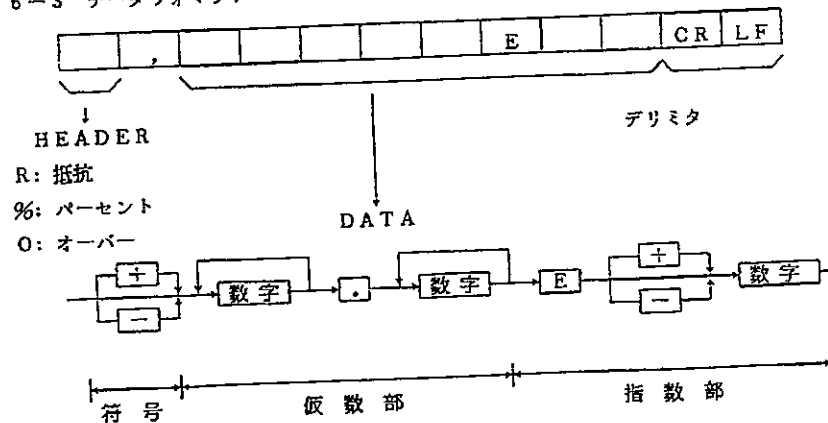 6-3 データフォーマット
, E CR LF
デリミタ
HEADER
R: 抵抗
%: パーセント
O: オーバー
DATA
+ +
数字 . 数字 E 数字
- -
符号 仮数部 指数部